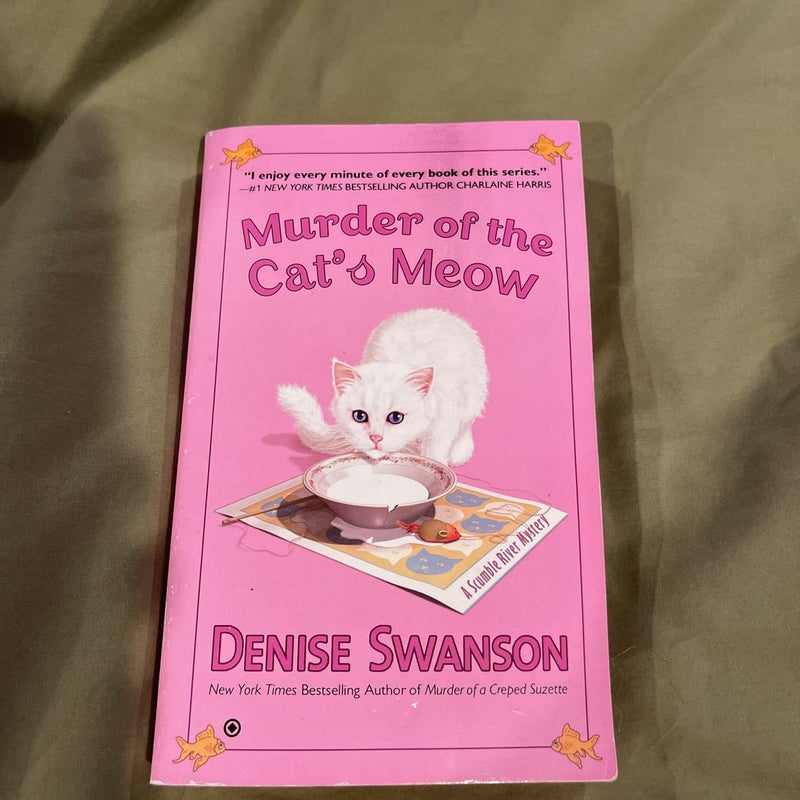 "I enjoy every minute of every book of this series."
—#1 NEW YORK TIMES BESTSELLING AUTHOR CHARLAINE HARRIS
Murder of the
Cat's Meow
A Scumble River Mystery
DENISE SWANSON
New York Times Bestselling Author of Murder of a Creped Suzette